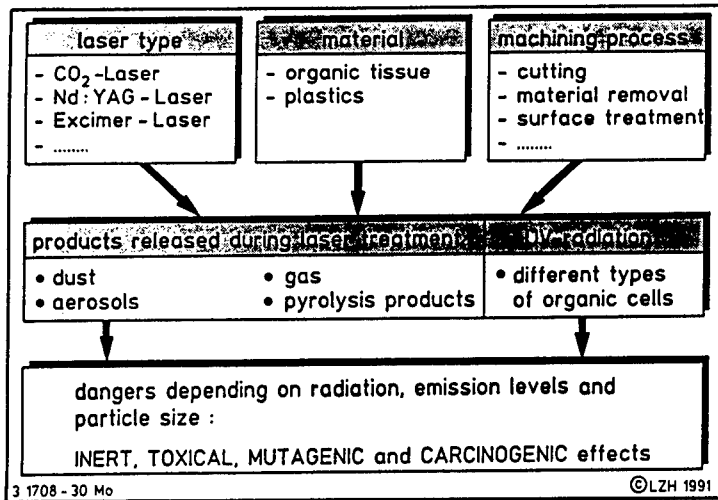 laser type
- CO₂-Laser
- Nd:YAG-Laser
- Excimer-Laser
- ........
material
- organic tissue
- plastics
machining process
- cutting
- material removal
- surface treatment
- ........
products released during laser treatment
• dust
• aerosols
• gas
• pyrolysis products
UV-radiation
• different types
of organic cells
dangers depending on radiation, emission levels and
particle size :
INERT, TOXICAL, MUTAGENIC and CARCINOGENIC effects
3 1708-30 Mo
©LZH 1991